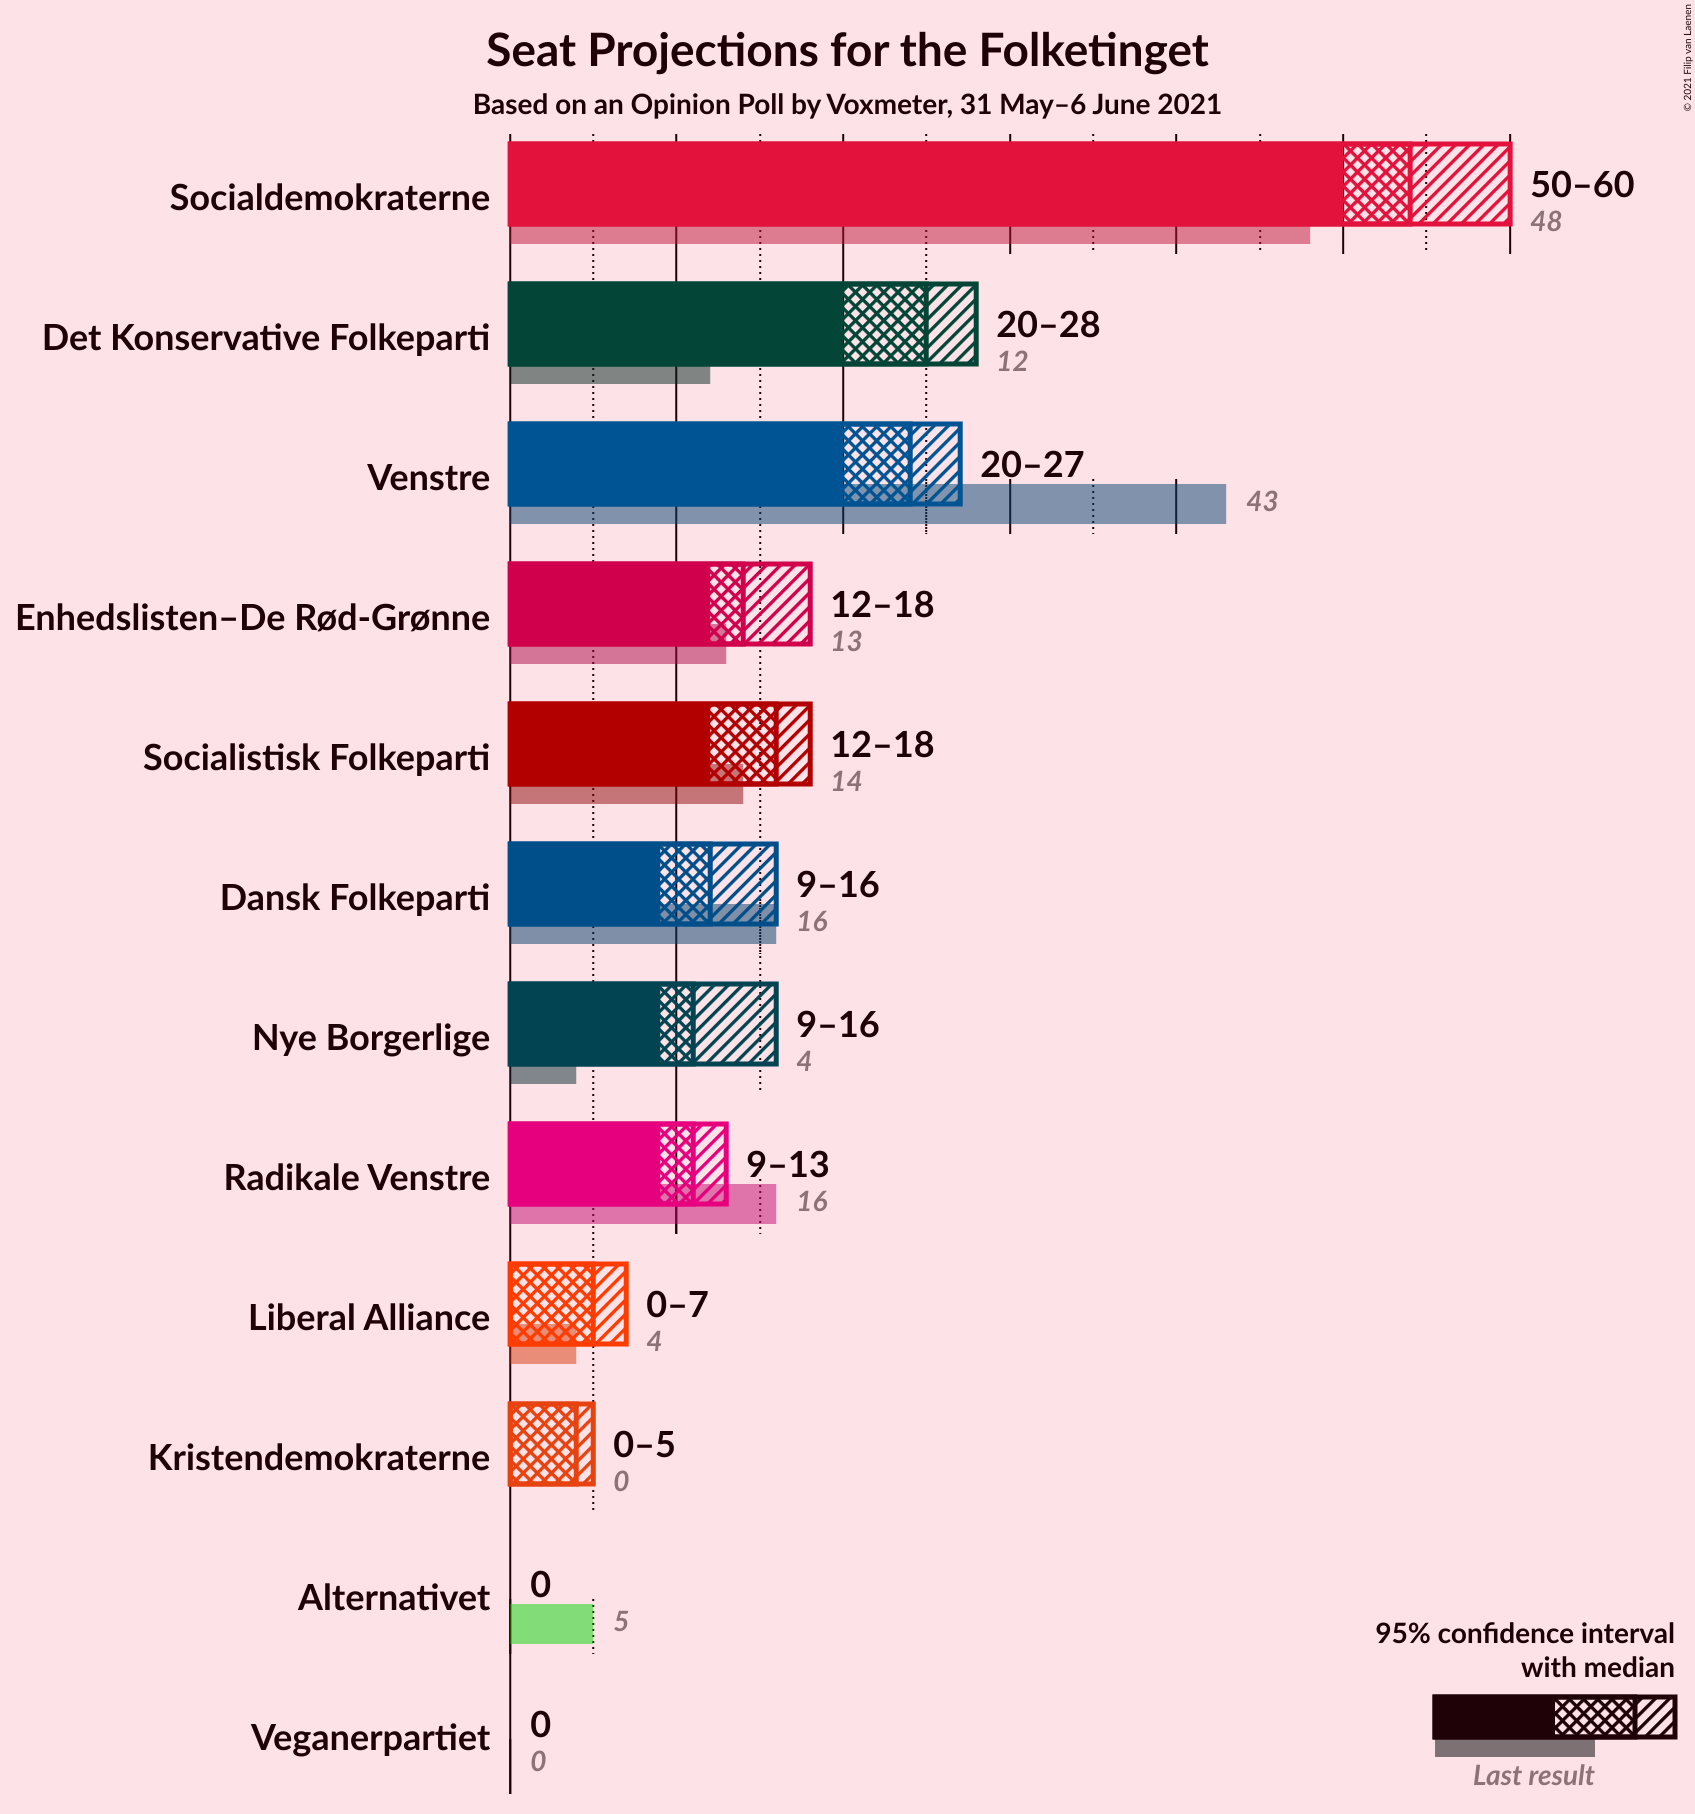 Seat Projections for the Folketinget
Based on an Opinion Poll by Voxmeter, 31 May–6 June 2021
© 2021 Filip van Laenen
Socialdemokraterne
50–60
48
Det Konservative Folkeparti
20–28
12
Venstre
20–27
43
Enhedslisten–De Rød-Grønne
12–18
13
Socialistisk Folkeparti
12–18
14
Dansk Folkeparti
9–16
16
Nye Borgerlige
9–16
4
Radikale Venstre
9–13
16
Liberal Alliance
0–7
4
Kristendemokraterne
0–5
0
Alternativet
0
5
Veganerpartiet
0
0
95% confidence interval
with median
Last result